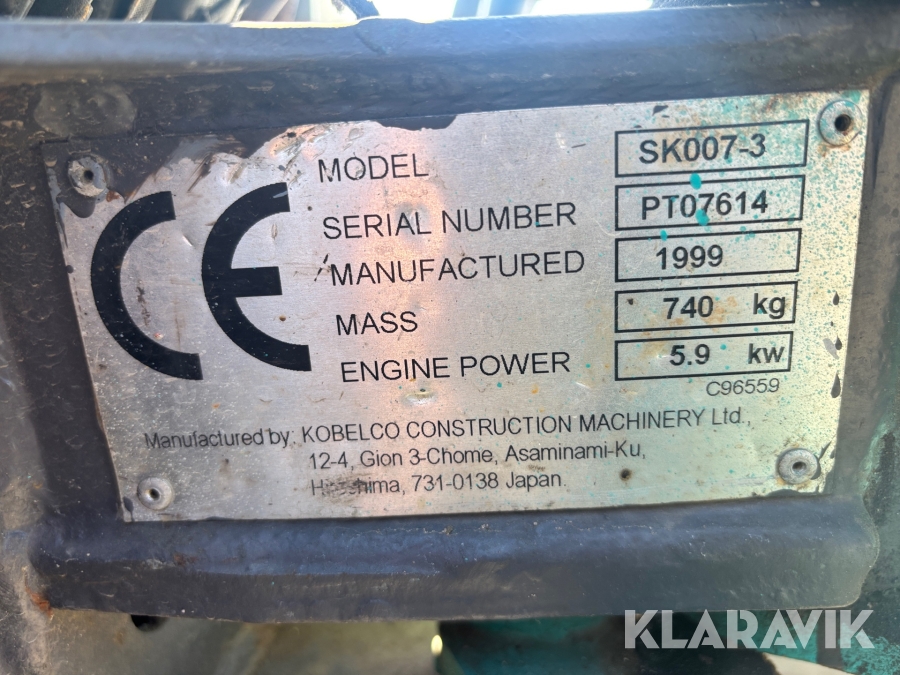 CE
MODEL SK007-3
SERIAL NUMBER PT07614
MANUFACTURED 1999
MASS 740 kg
ENGINE POWER 5.9 kw
C96559
Manufactured by: KOBELCO CONSTRUCTION MACHINERY Ltd.,
12-4, Gion 3-Chome, Asaminami-Ku,
Hiroshima, 731-0138 Japan.
KLARAVIK